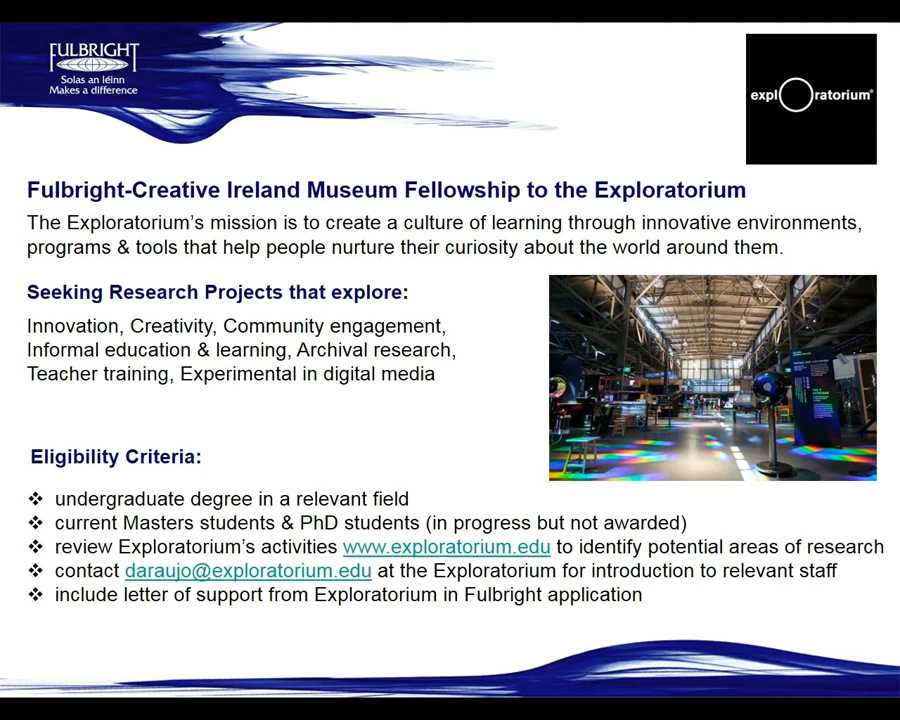 FULBRIGHT
Solas an léinn
Makes a difference
expl ratorium®
Fulbright-Creative Ireland Museum Fellowship to the Exploratorium
The Exploratorium’s mission is to create a culture of learning through innovative environments,
programs & tools that help people nurture their curiosity about the world around them.
Seeking Research Projects that explore:
Innovation, Creativity, Community engagement,
Informal education & learning, Archival research,
Teacher training, Experimental in digital media
Eligibility Criteria:
❖ undergraduate degree in a relevant field
❖ current Masters students & PhD students (in progress but not awarded)
❖ review Exploratorium’s activities www.exploratorium.edu to identify potential areas of research
❖ contact daraujo@exploratorium.edu at the Exploratorium for introduction to relevant staff
❖ include letter of support from Exploratorium in Fulbright application